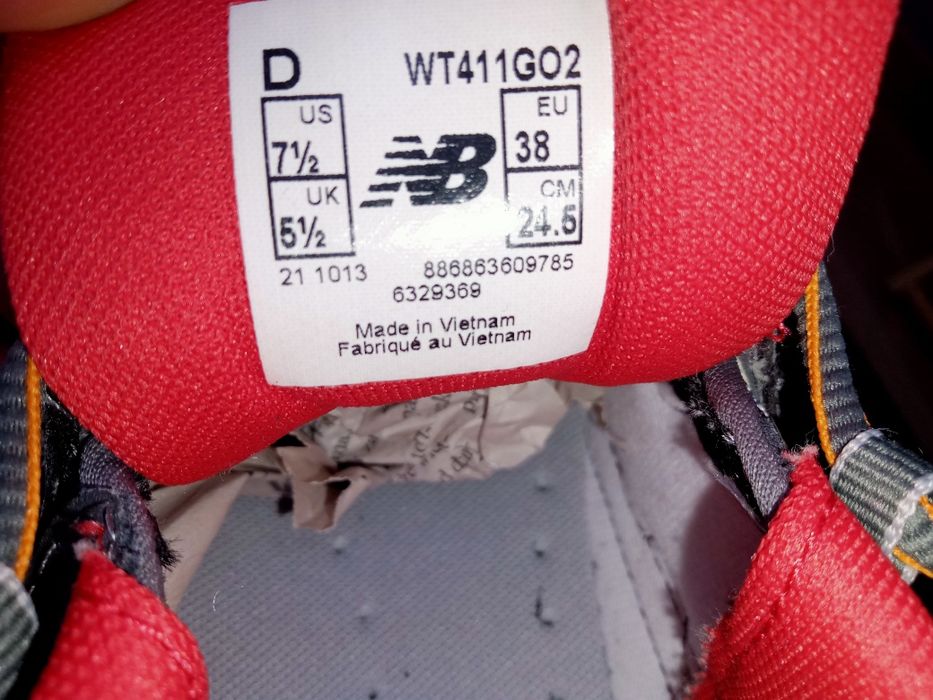 D WT411GO2
US EU
7½ 38
NB
UK CM
5½ 24.5
21 1013 886863609785
6329369
Made in Vietnam
Fabriqué au Vietnam